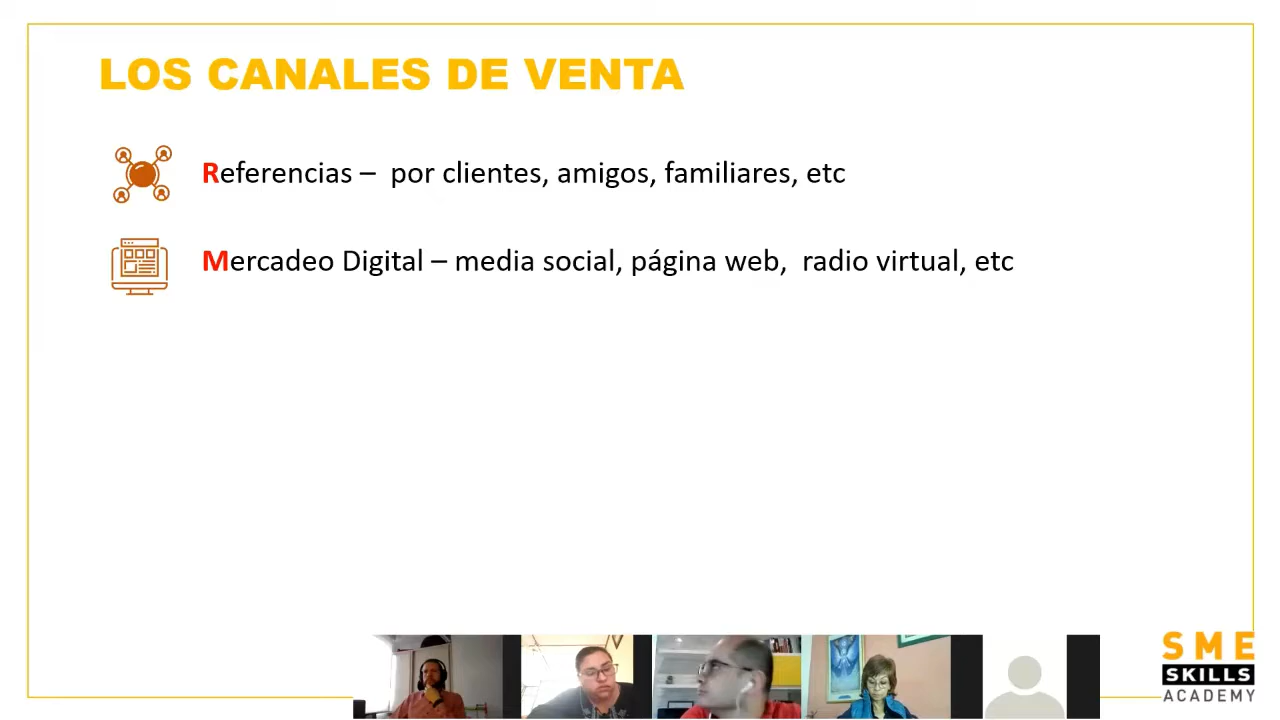 LOS CANALES DE VENTA
Referencias – por clientes, amigos, familiares, etc
Mercadeo Digital – media social, página web, radio virtual, etc
SME
SKILLS
ACADEMY